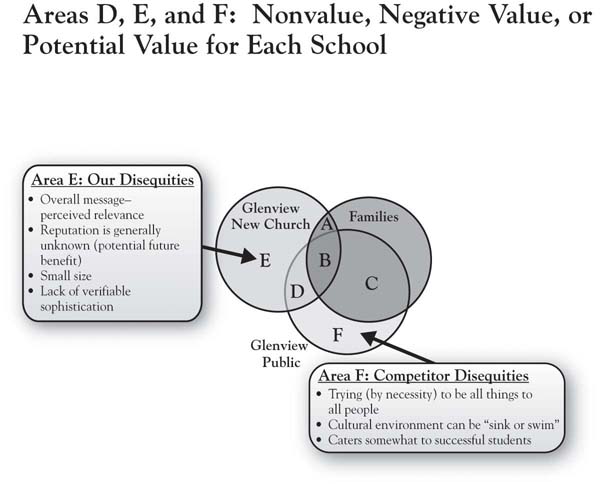 Areas D, E, and F: Nonvalue, Negative Value, or
Potential Value for Each School
Area E: Our Disequities
• Overall message–
perceived relevance
• Reputation is generally
unknown (potential future
benefit)
• Small size
• Lack of verifiable
sophistication
Glenview
New Church
Families
A
E
B
C
D
F
Glenview
Public
Area F: Competitor Disequities
• Trying (by necessity) to be all things to
all people
• Cultural environment can be “sink or swim”
• Caters somewhat to successful students